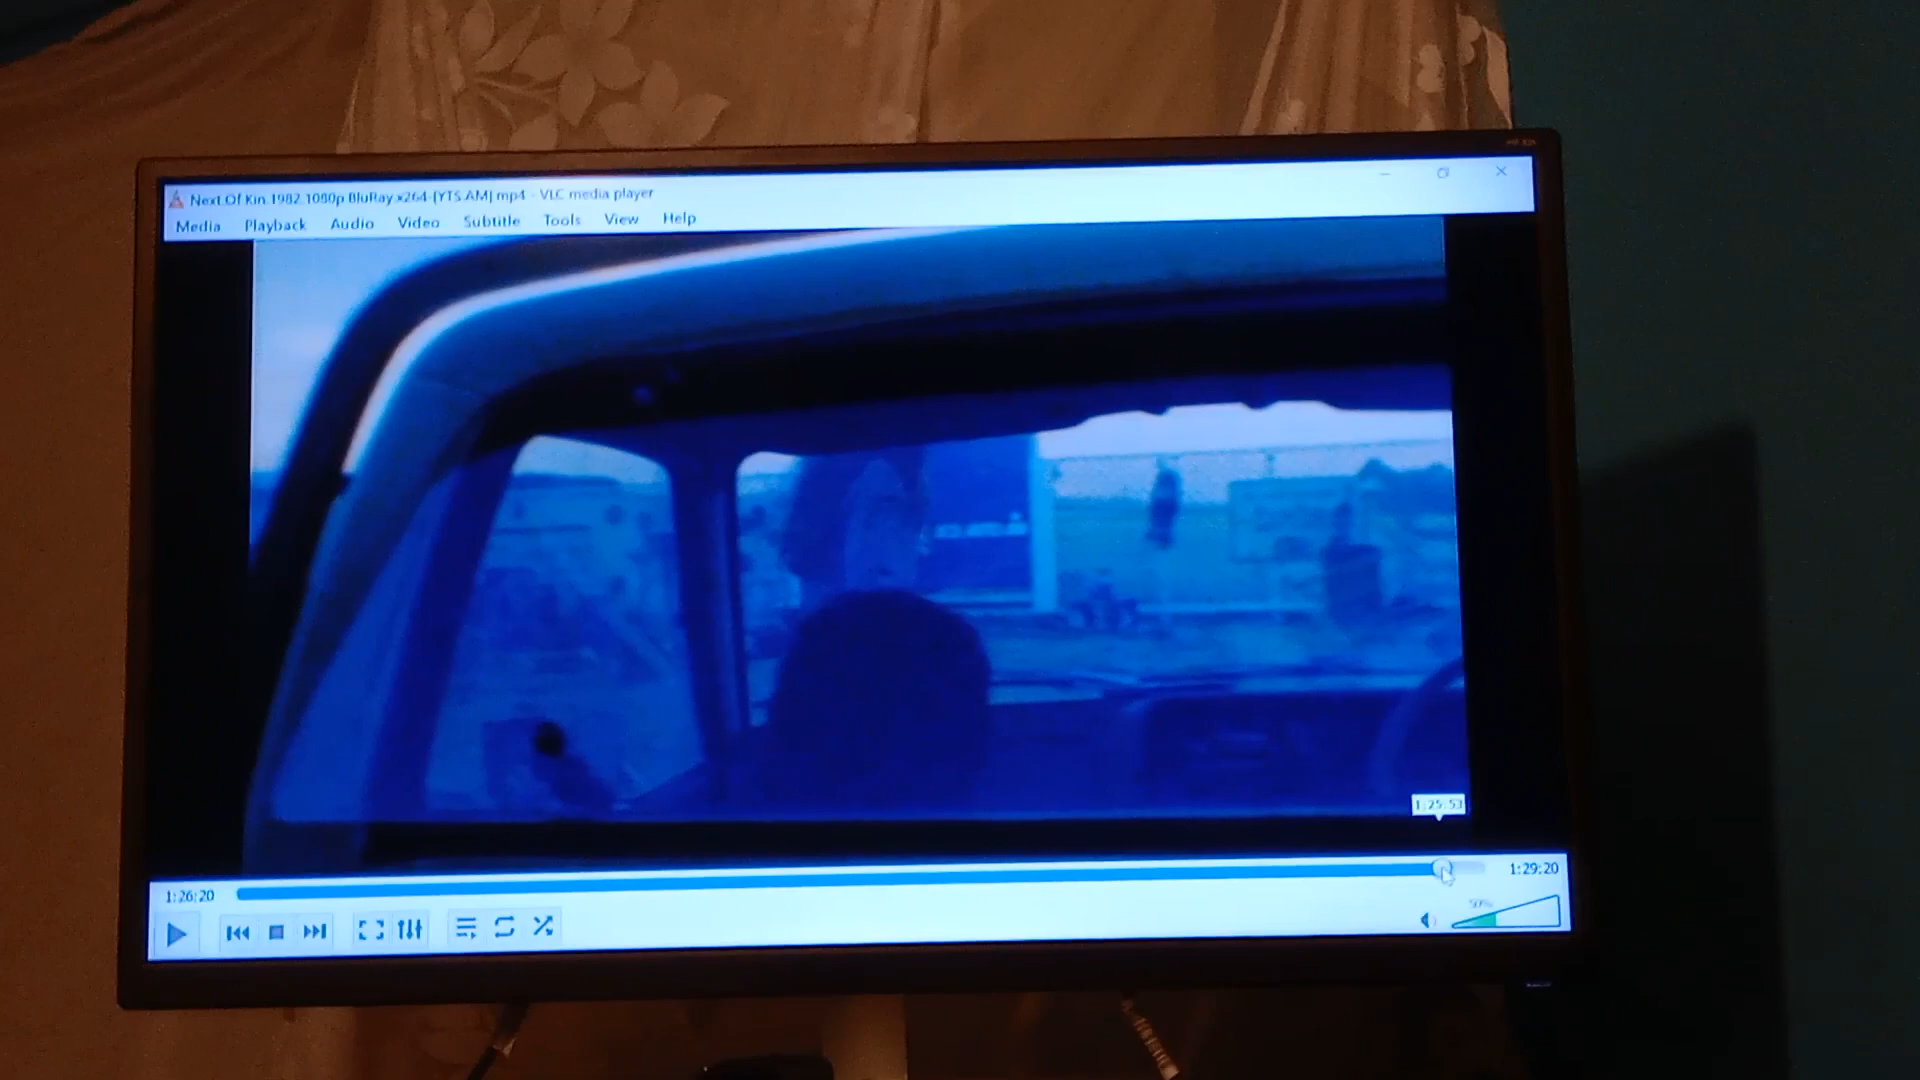 Next.Of.Kin.1982.1080p.BluRay.x264-[YTS.AM].mp4 - VLC media player
Media Playback Audio Video Subtitle Tools View Help
1:25:53
1:26:20
1:29:20
50%